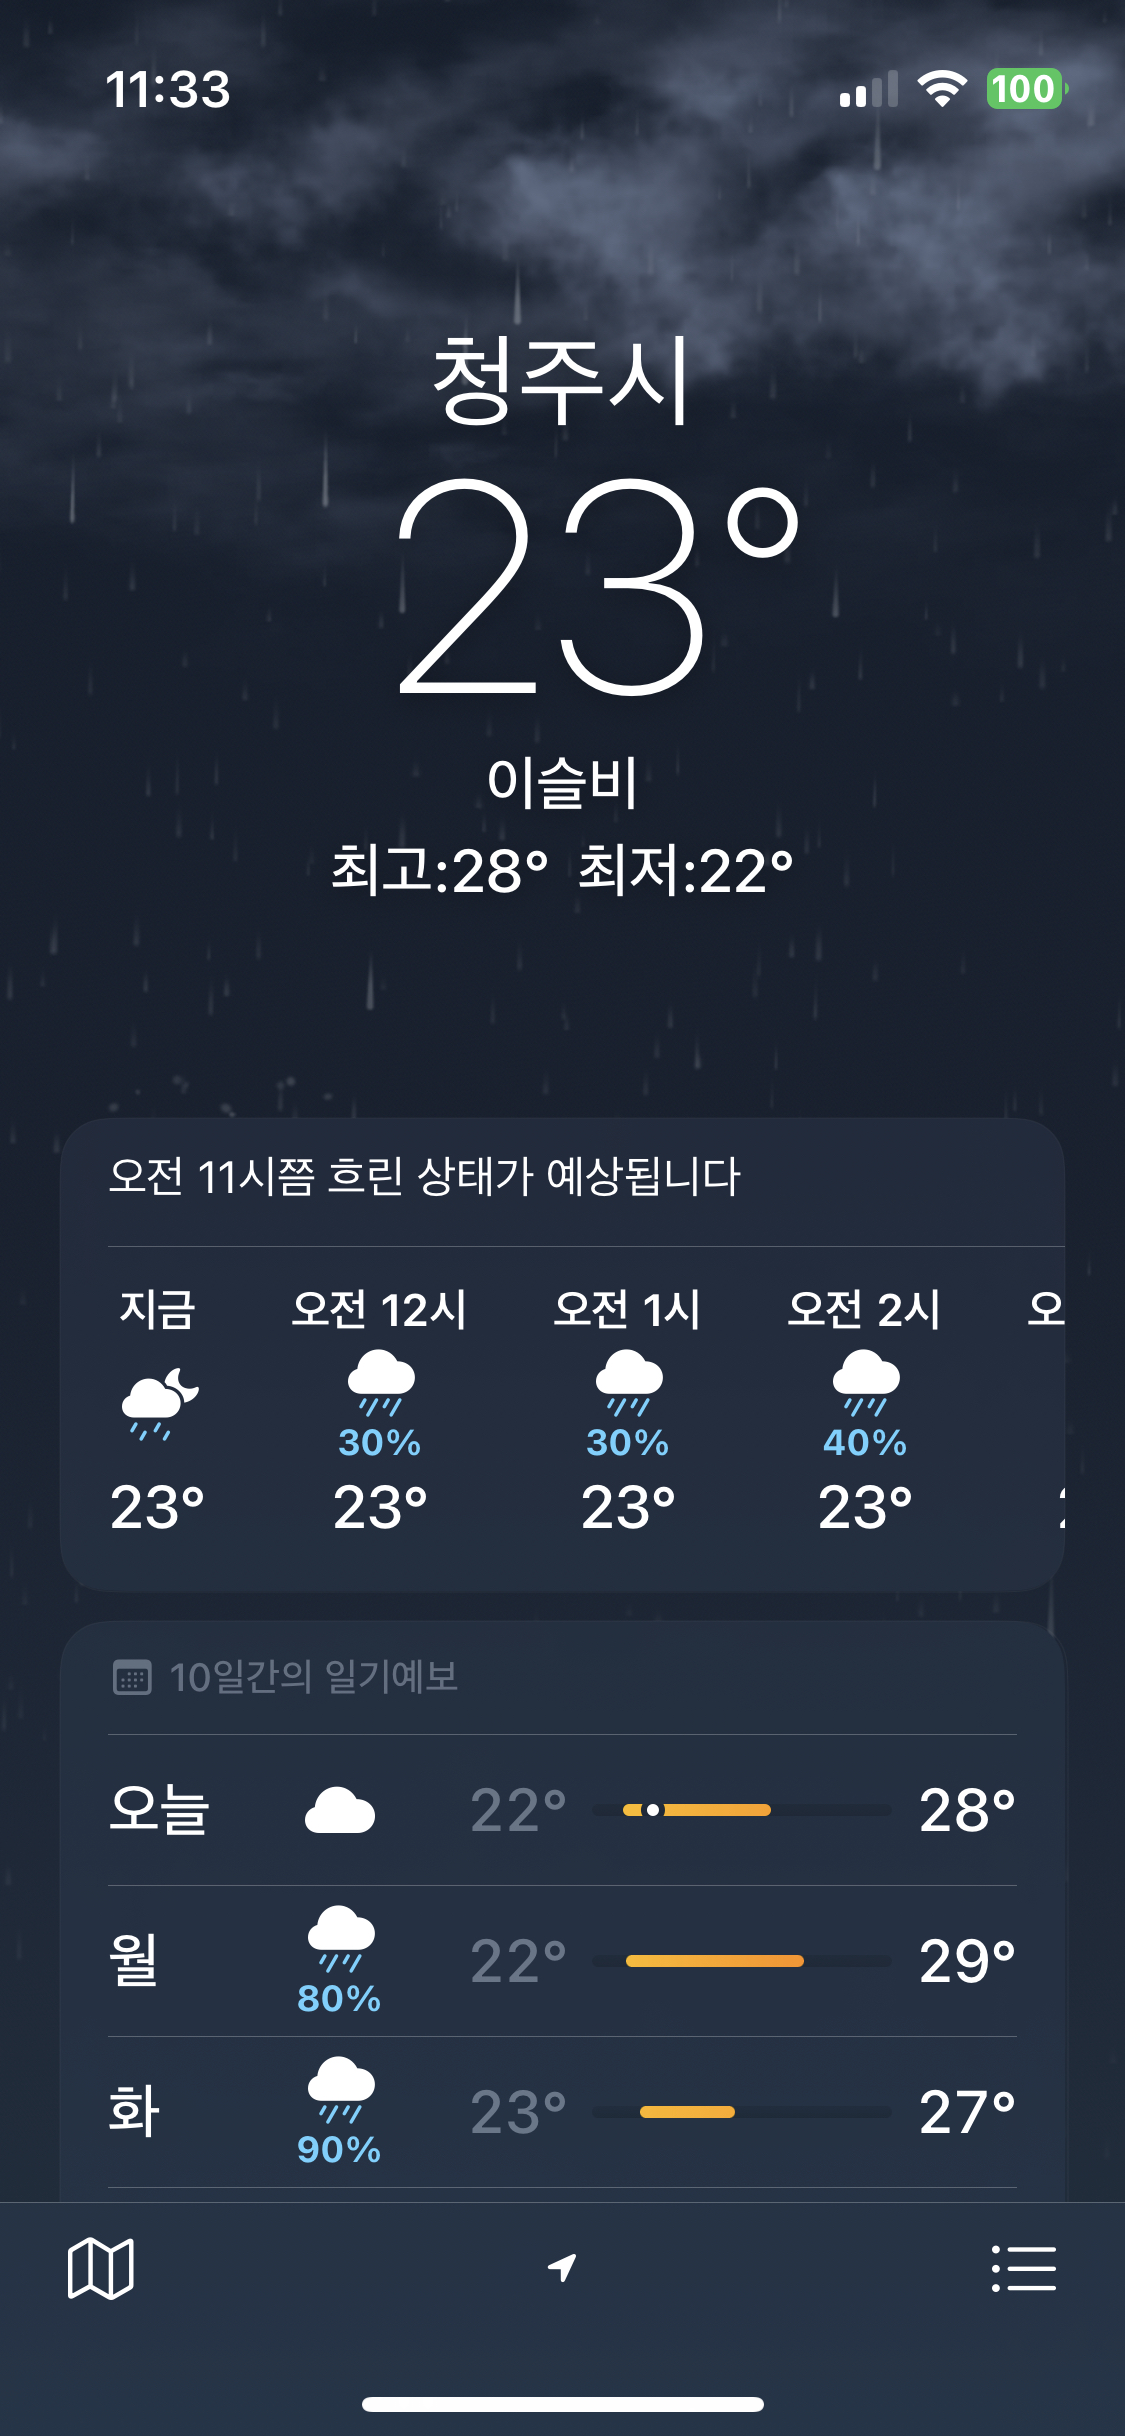 11:33
100
청주시
23°
이슬비
최고:28° 최저:22°
오전 11시쯤 흐린 상태가 예상됩니다
지금 오전 12시 오전 1시 오전 2시 오
30% 30% 40%
23° 23° 23° 23°
10일간의 일기예보
오늘 22° 28°
월 80% 22° 29°
화 90% 23° 27°